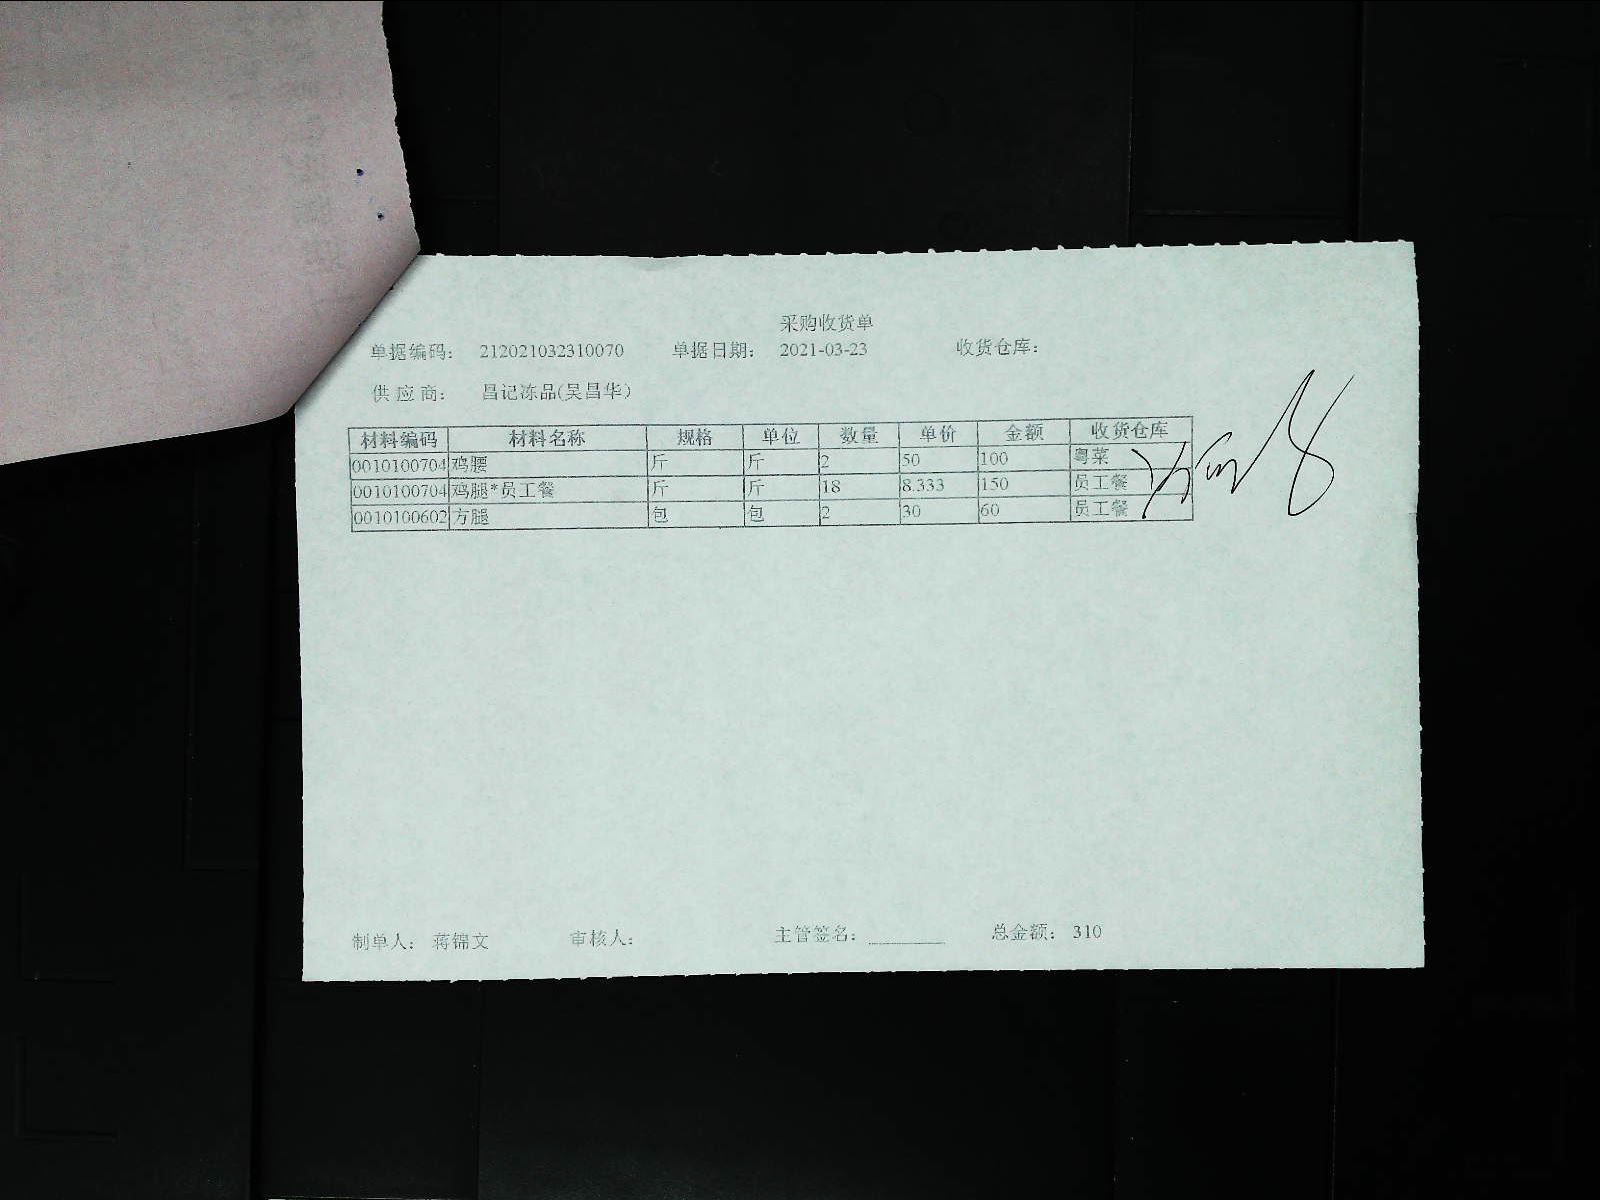 采购收货单
单据编码： 212021032310070 单据日期： 2021-03-23 收货仓库：
供 应 商： 昌记冻品(吴昌华)
材料编码 材料名称 规格 单位 数量 单价 金额 收货仓库
0010100704 鸡腰 斤 斤 2 50 100 粤菜
0010100704 鸡腿*员工餐 斤 斤 18 8.333 150 员工餐
0010100602 方腿 包 包 2 30 60 员工餐
制单人： 蒋锦文 审核人： 主管签名： ________ 总金额： 310